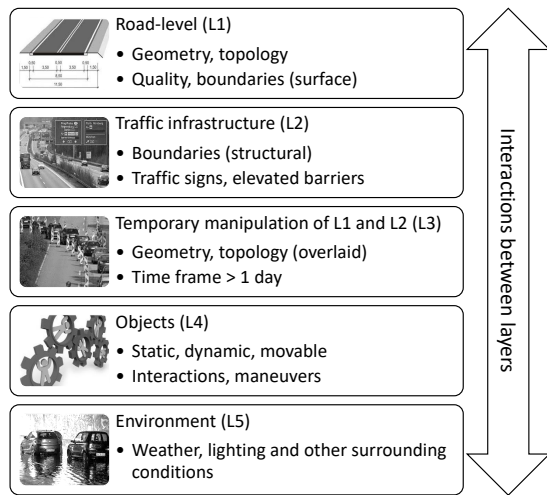 Road-level (L1)
• Geometry, topology
• Quality, boundaries (surface)
Traffic infrastructure (L2)
• Boundaries (structural)
• Traffic signs, elevated barriers
Temporary manipulation of L1 and L2 (L3)
• Geometry, topology (overlaid)
• Time frame > 1 day
Objects (L4)
• Static, dynamic, movable
• Interactions, maneuvers
Environment (L5)
• Weather, lighting and other surrounding
conditions
Interactions between layers